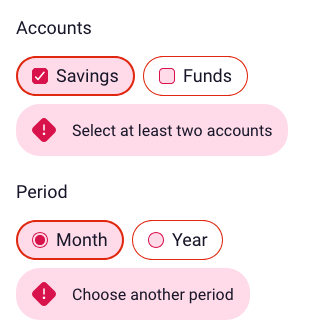 Accounts
Savings Funds
Select at least two accounts
Period
Month Year
Choose another period